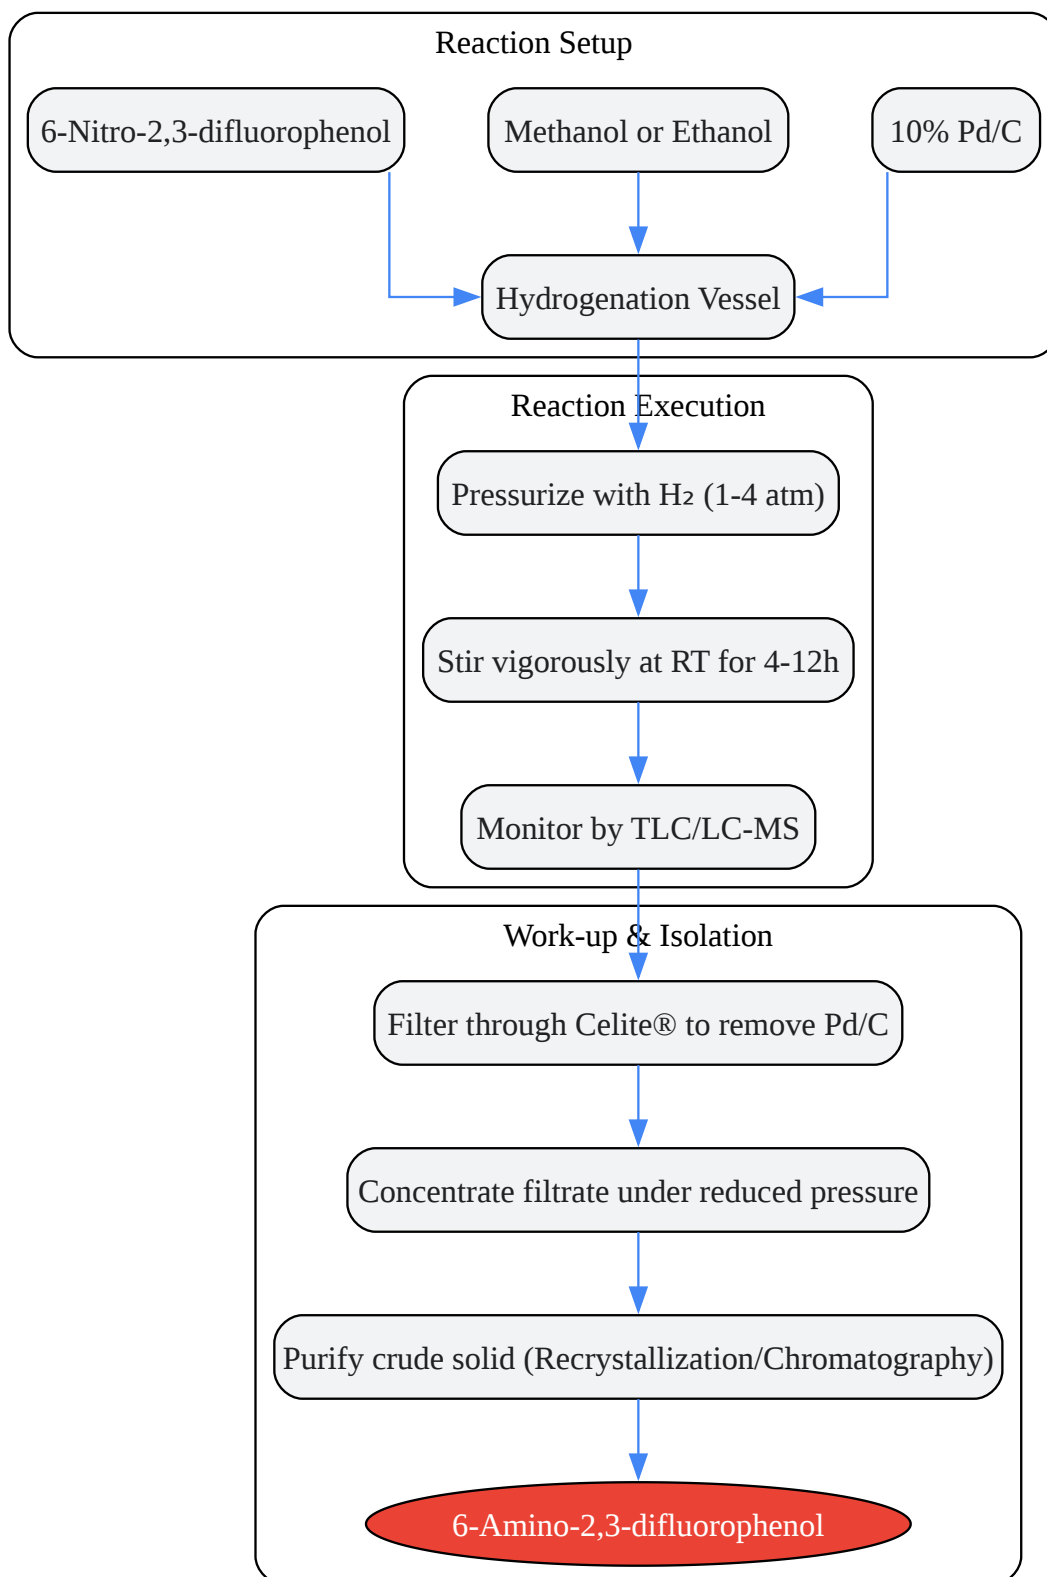 Reaction Setup
6-Nitro-2,3-difluorophenol
Methanol or Ethanol
10% Pd/C
Hydrogenation Vessel
Reaction Execution
Pressurize with H₂ (1-4 atm)
Stir vigorously at RT for 4-12h
Monitor by TLC/LC-MS
Work-up & Isolation
Filter through Celite® to remove Pd/C
Concentrate filtrate under reduced pressure
Purify crude solid (Recrystallization/Chromatography)
6-Amino-2,3-difluorophenol